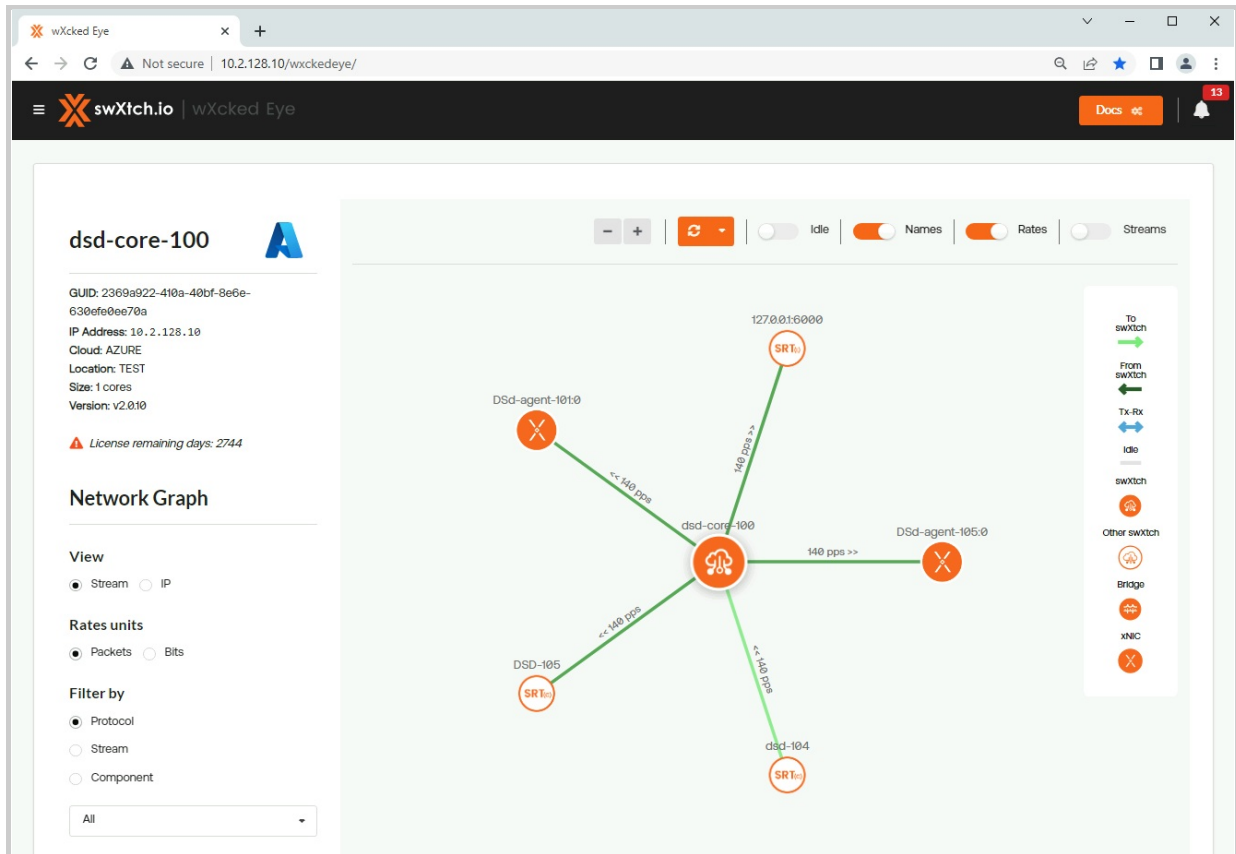 wXcked Eye
Not secure | 10.2.128.10/wxckedeye/
swXtch.io | wXcked Eye
Docs
13
dsd-core-100
GUID: 2369a922-410a-40bf-8e6e-
630efe0ee70a
IP Address: 10.2.128.10
Cloud: AZURE
Location: TEST
Size: 1 cores
Version: v2.0.10
License remaining days: 2744
Network Graph
View
Stream
IP
Rates units
Packets
Bits
Filter by
Protocol
Stream
Component
All
Idle
Names
Rates
Streams
127.0.0.1:6000
SRT
DSd-agent-101:0
140 pps >>
<< 140 pps
dsd-core-100
DSd-agent-105:0
140 pps >>
<< 140 pps
DSD-105
SRT
<< 140 pps
dsd-104
SRT
To
swXtch
From
swXtch
Tx-Rx
Idle
swXtch
Other swXtch
Bridge
xNIC